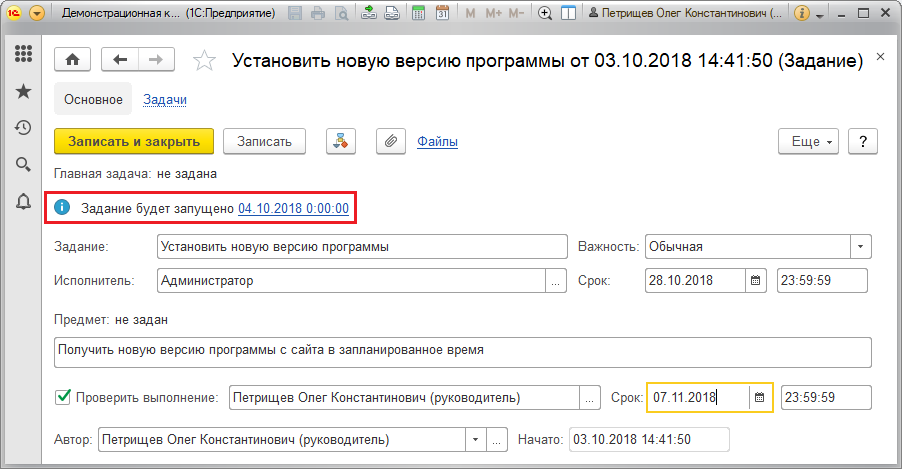 Демонстрационная к... (1С:Предприятие) M M+ M- Петрищев Олег Константинович (...
Установить новую версию программы от 03.10.2018 14:41:50 (Задание)
Основное Задачи
Записать и закрыть Записать Файлы Еще ?
Главная задача: не задана
Задание будет запущено 04.10.2018 0:00:00
Задание: Установить новую версию программы Важность: Обычная
Исполнитель: Администратор ... Срок: 28.10.2018 23:59:59
Предмет: не задан
Получить новую версию программы с сайта в запланированное время
Проверить выполнение: Петрищев Олег Константинович (руководитель) ... Срок: 07.11.2018 23:59:59
Автор: Петрищев Олег Константинович (руководитель) ... Начато: 03.10.2018 14:41:50